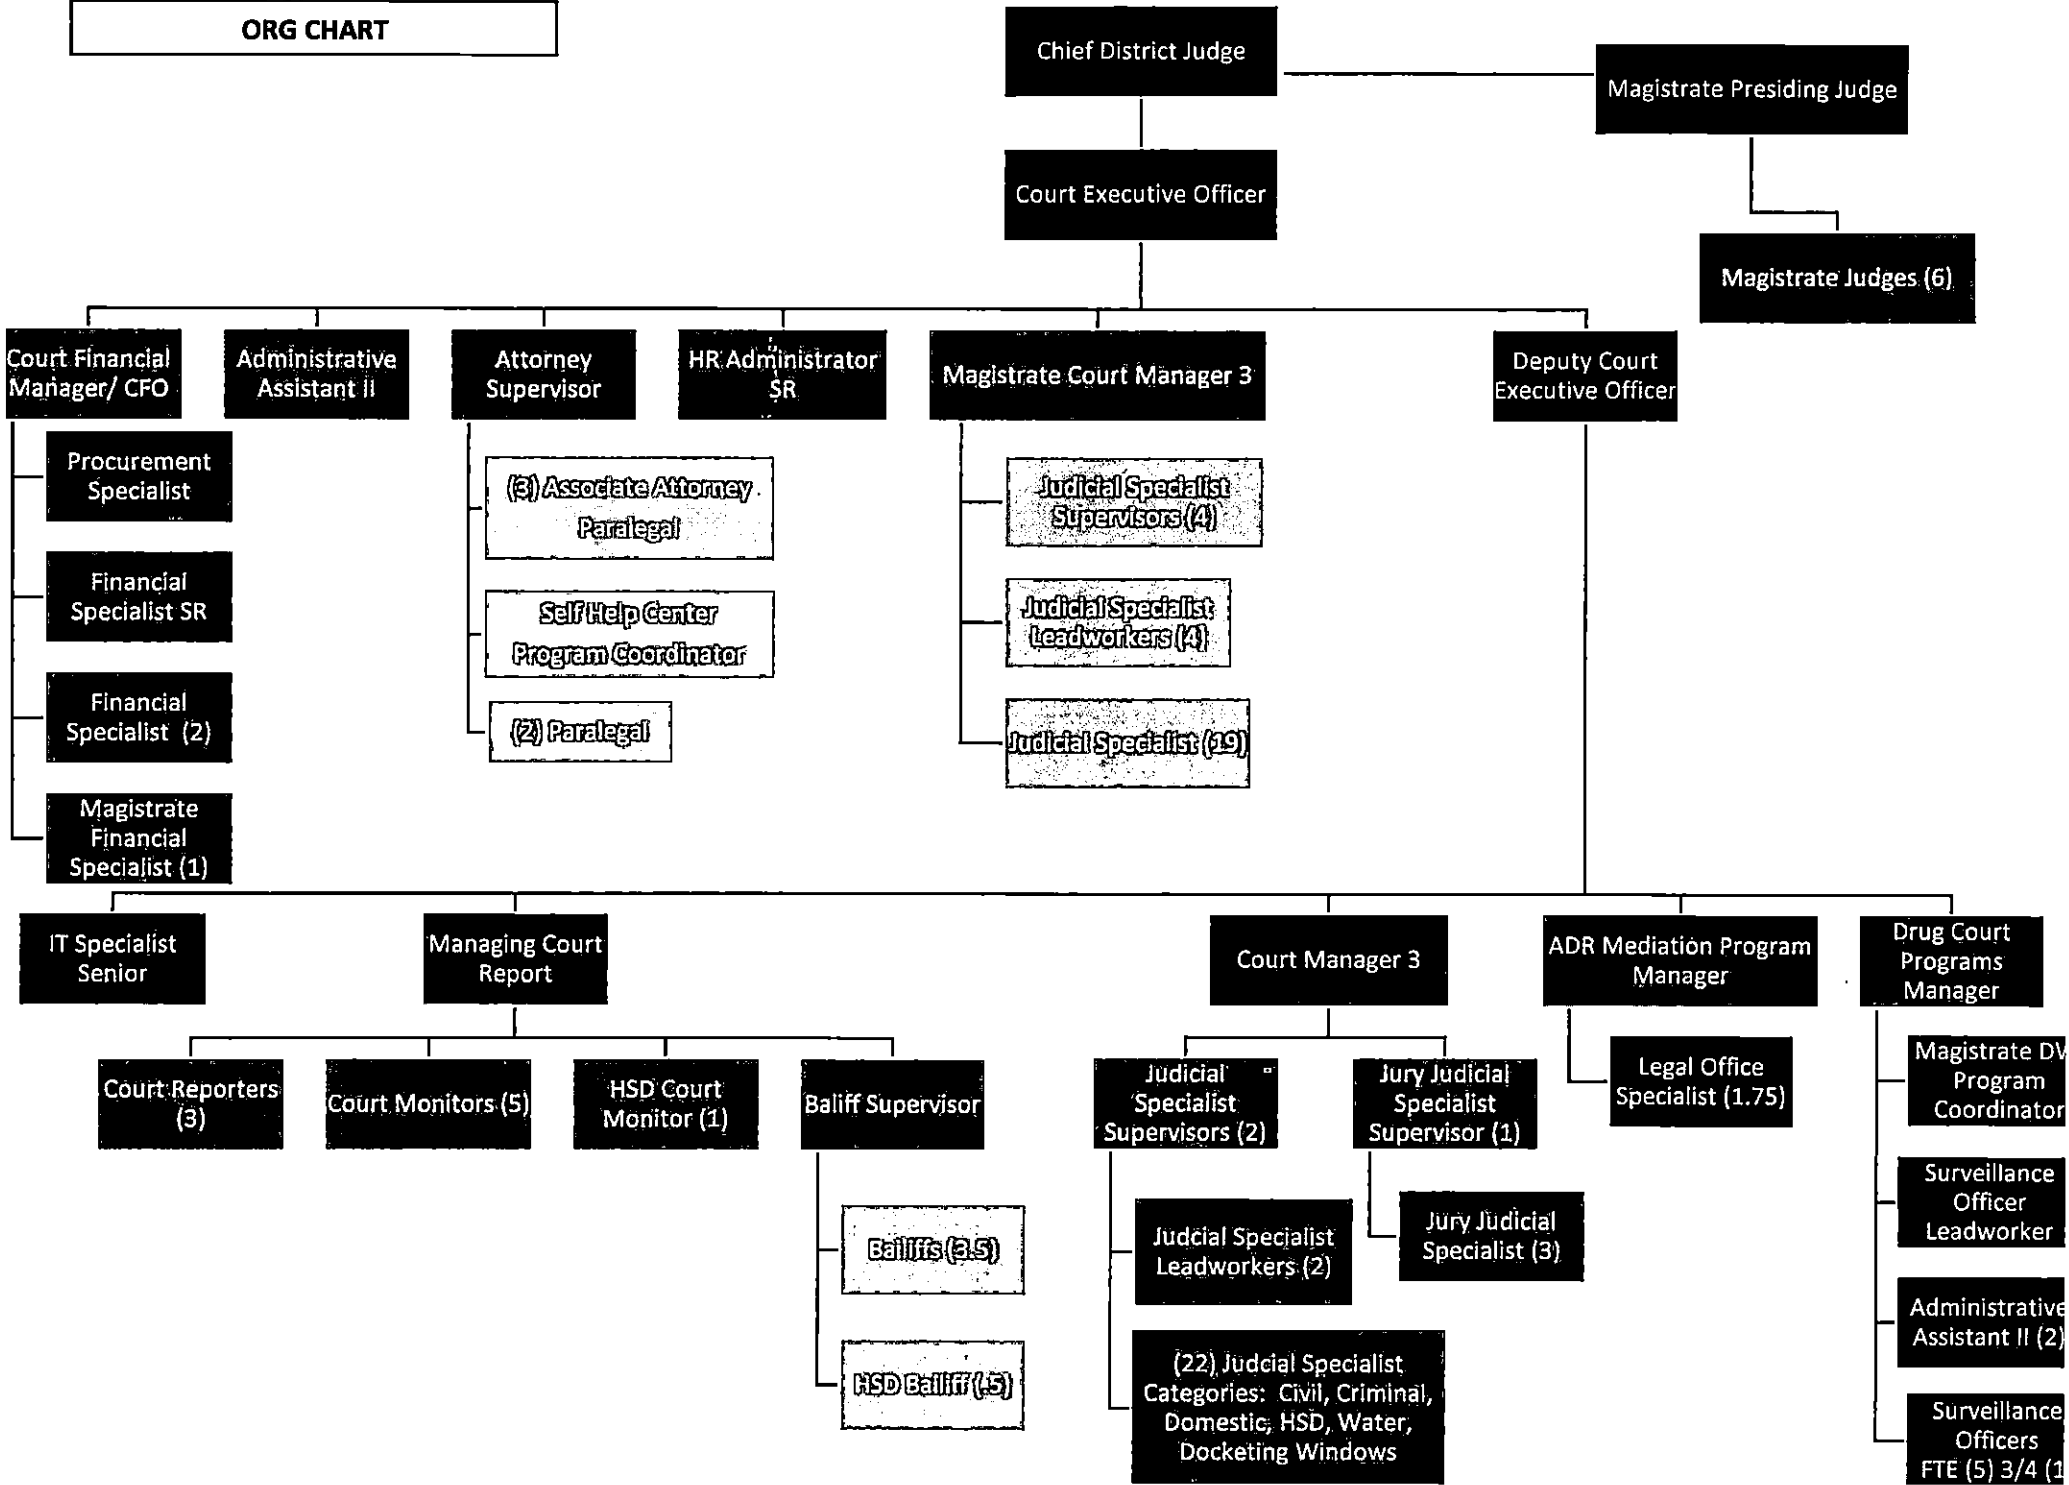 ORG CHART
Chief District Judge
Magistrate Presiding Judge
Court Executive Officer
Magistrate Judges (6)
Court Financial
Manager/ CFO
Administrative
Assistant II
Attorney
Supervisor
HR Administrator
SR
Magistrate Court Manager 3
Deputy Court
Executive Officer
Procurement
Specialist
Financial
Specialist SR
Financial
Specialist (2)
Magistrate
Financial
Specialist (1)
(3) Associate Attorney
Paralegal
Self Help Center
Program Coordinator
(2) Paralegal
Judicial Specialist
Supervisors (4)
Judicial Specialist
Leadworkers (4)
Judicial Specialist (19)
IT Specialist
Senior
Managing Court
Report
Court Manager 3
ADR Mediation Program
Manager
Drug Court
Programs
Manager
Court Reporters
(3)
Court Monitors (5)
HSD Court
Monitor (1)
Baliff Supervisor
Bailiffs (3.5)
HSD Bailiff (.5)
Judicial
Specialist
Supervisors (2)
Jury Judicial
Specialist
Supervisor (1)
Judcial Specialist
Leadworkers (2)
(22) Judcial Specialist
Categories: Civil, Criminal,
Domestic, HSD, Water,
Docketing Windows
Jury Judicial
Specialist (3)
Legal Office
Specialist (1.75)
Magistrate
Program
Coordinator
Surveillance
Officer
Leadworker
Administrative
Assistant II (2)
Surveillance
Officers
FTE (5) 3/4 (1